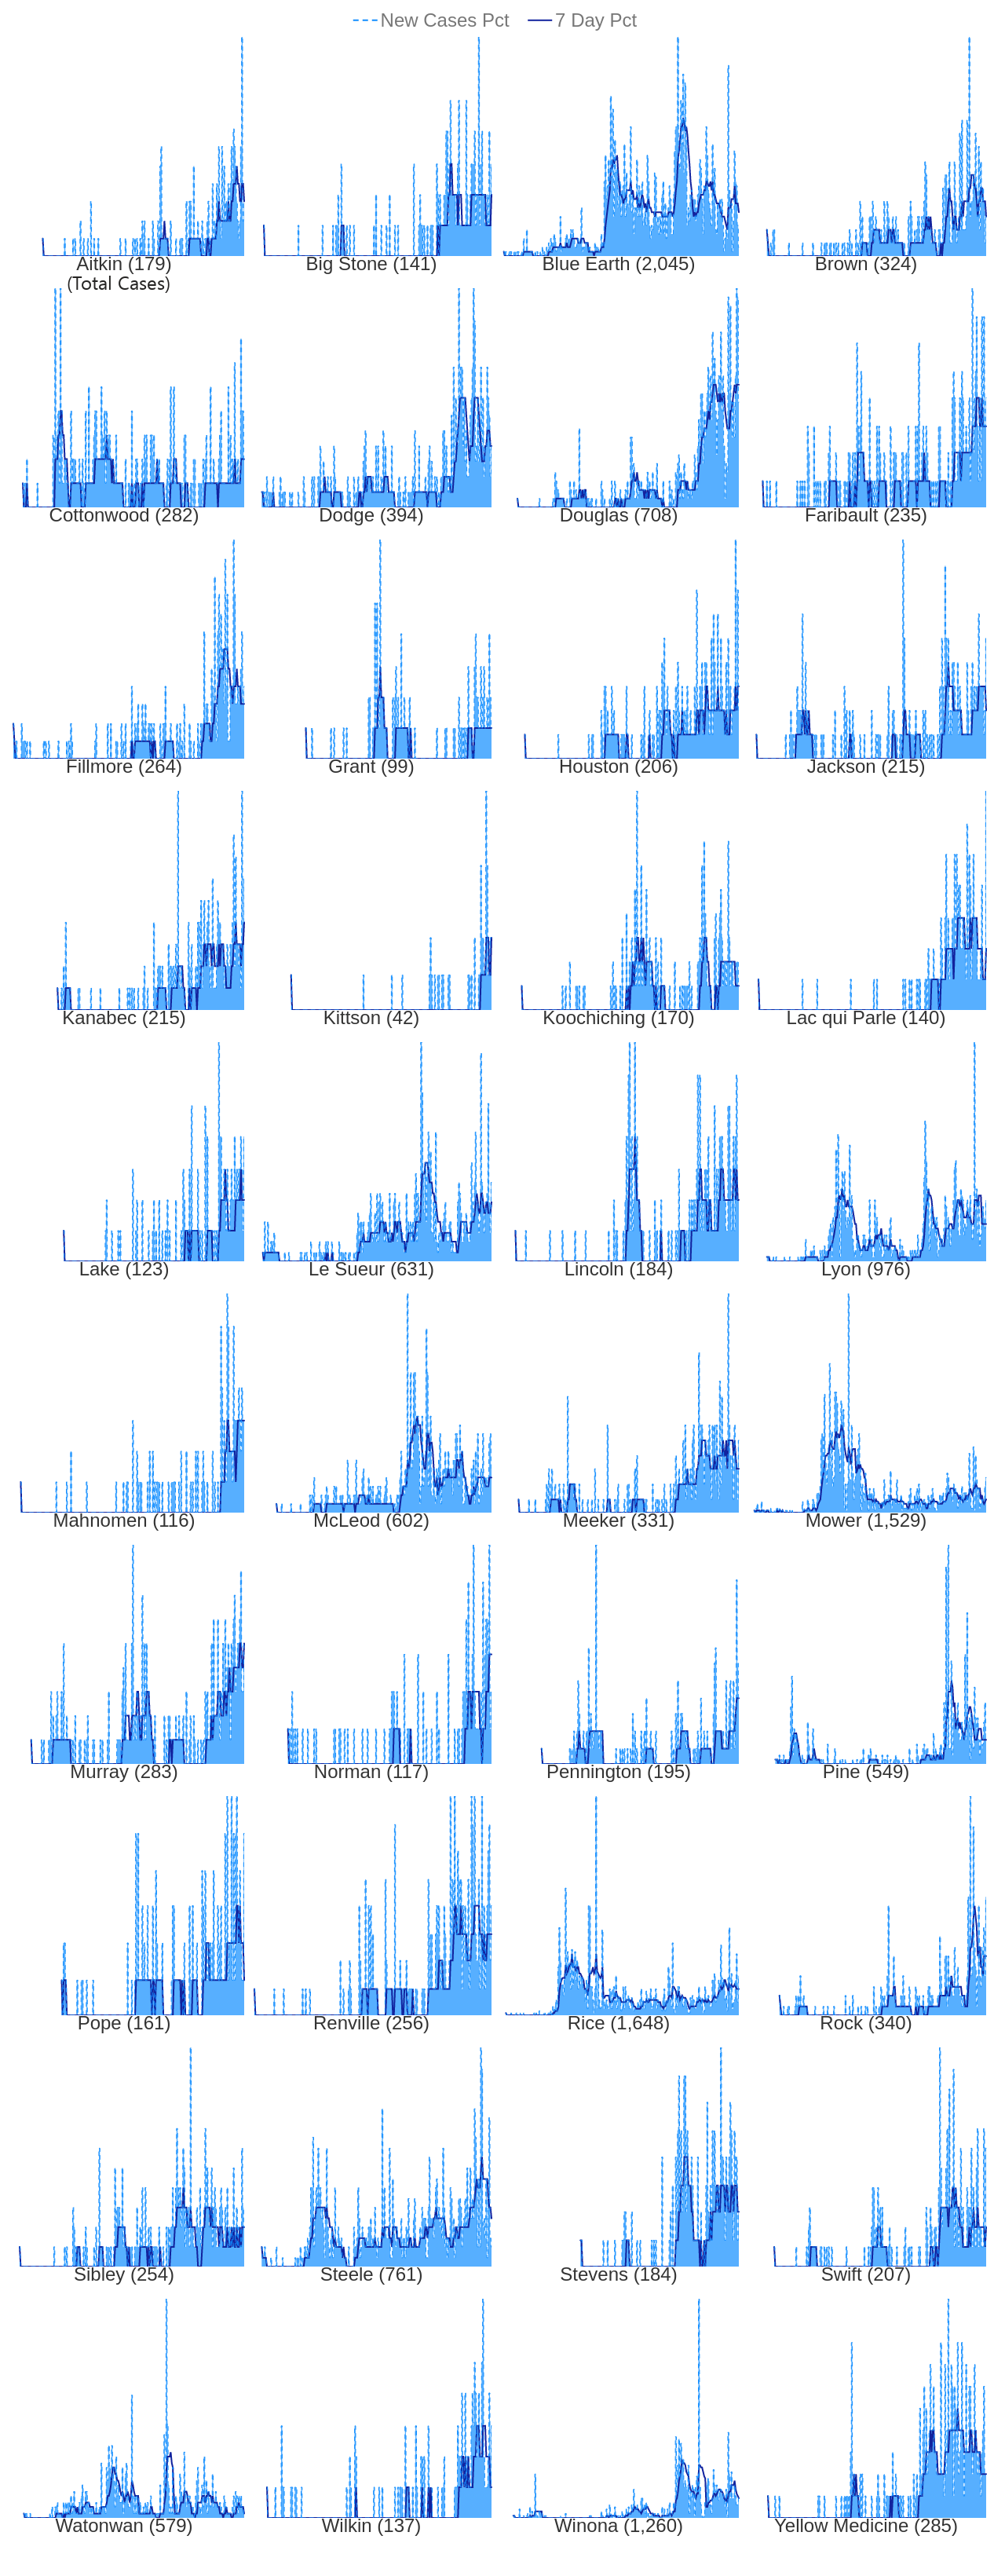 New Cases Pct 7 Day Pct
Aitkin (179) Big Stone (141) Blue Earth (2,045) Brown (324)
(Total Cases)
Cottonwood (282) Dodge (394) Douglas (708) Faribault (235)
Fillmore (264) Grant (99) Houston (206) Jackson (215)
Kanabec (215) Kittson (42) Koochiching (170) Lac qui Parle (140)
Lake (123) Le Sueur (631) Lincoln (184) Lyon (976)
Mahnomen (116) McLeod (602) Meeker (331) Mower (1,529)
Murray (283) Norman (117) Pennington (195) Pine (549)
Pope (161) Renville (256) Rice (1,648) Rock (340)
Sibley (254) Steele (761) Stevens (184) Swift (207)
Watonwan (579) Wilkin (137) Winona (1,260) Yellow Medicine (285)